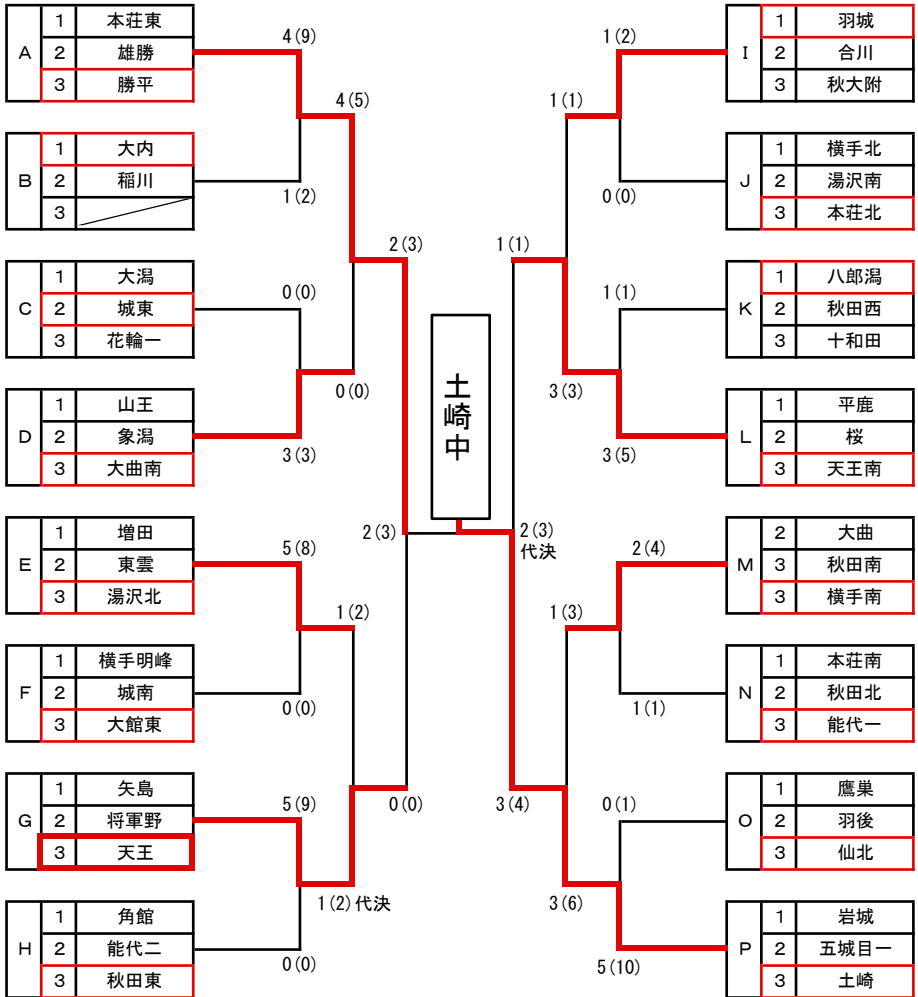 A
1 本荘東
2 雄勝
3 勝平
B
1 大内
2 稲川
3
C
1 大潟
2 城東
3 花輪一
D
1 山王
2 象潟
3 大曲南
E
1 増田
2 東雲
3 湯沢北
F
1 横手明峰
2 城南
3 大館東
G
1 矢島
2 将軍野
3 天王
H
1 角館
2 能代二
3 秋田東
4(9)
4(5)
1(2)
2(3)
0(0)
0(0)
3(3)
2(3)
5(8)
1(2)
0(0)
5(9)
0(0)
1(2)代決
0(0)
土崎中
1(2)
1(1)
0(0)
1(1)
1(1)
3(3)
3(5)
2(3)
代決
2(4)
1(3)
1(1)
3(4)
0(1)
3(6)
5(10)
I
1 羽城
2 合川
3 秋大附
J
1 横手北
2 湯沢南
3 本荘北
K
1 八郎潟
2 秋田西
3 十和田
L
1 平鹿
2 桜
3 天王南
M
2 大曲
3 秋田南
3 横手南
N
1 本荘南
2 秋田北
3 能代一
O
1 鷹巣
2 羽後
3 仙北
P
1 岩城
2 五城目一
3 土崎